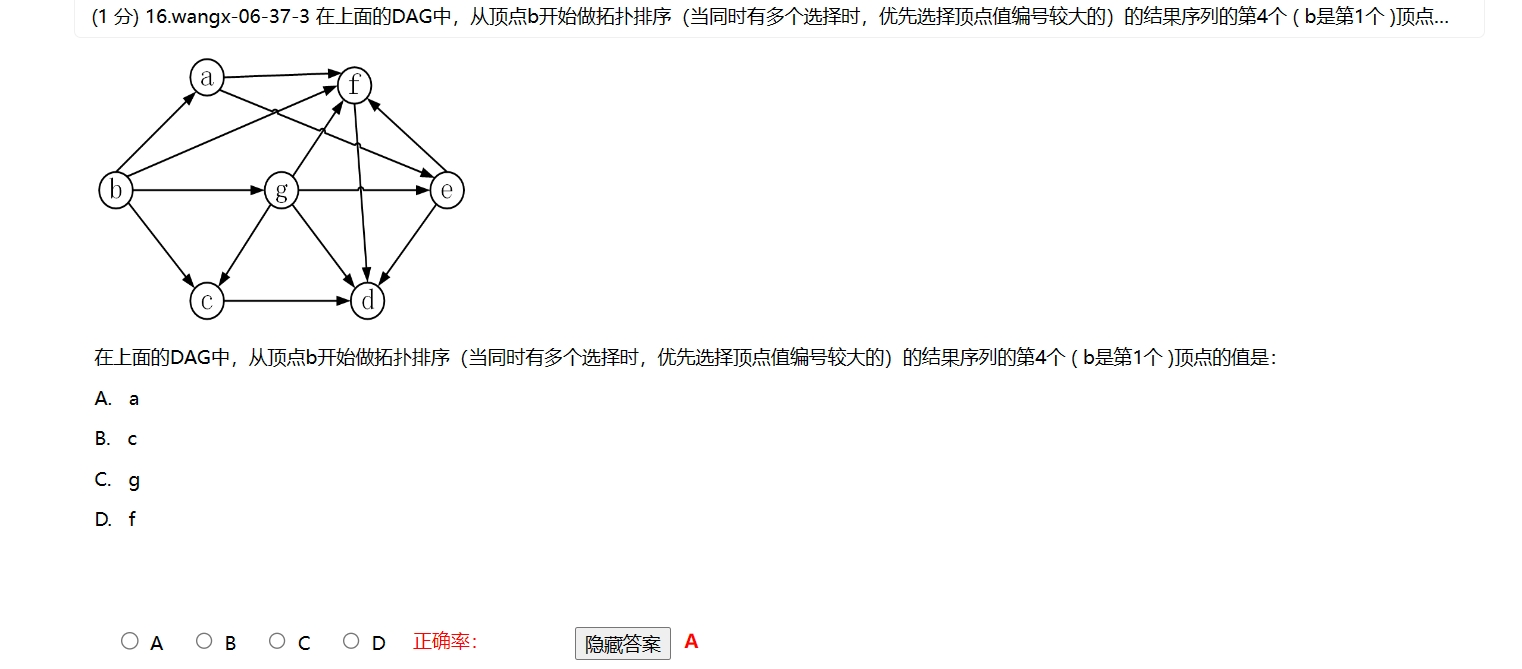 (1 分) 16.wangx-06-37-3 在上面的DAG中，从顶点b开始做拓扑排序（当同时有多个选择时，优先选择顶点值编号较大的）的结果序列的第4个 ( b是第1个 )顶点...
a
f
b
g
e
c
d
在上面的DAG中，从顶点b开始做拓扑排序（当同时有多个选择时，优先选择顶点值编号较大的）的结果序列的第4个 ( b是第1个 )顶点的值是：
A. a
B. c
C. g
D. f
A B C D 正确率： 隐藏答案 A